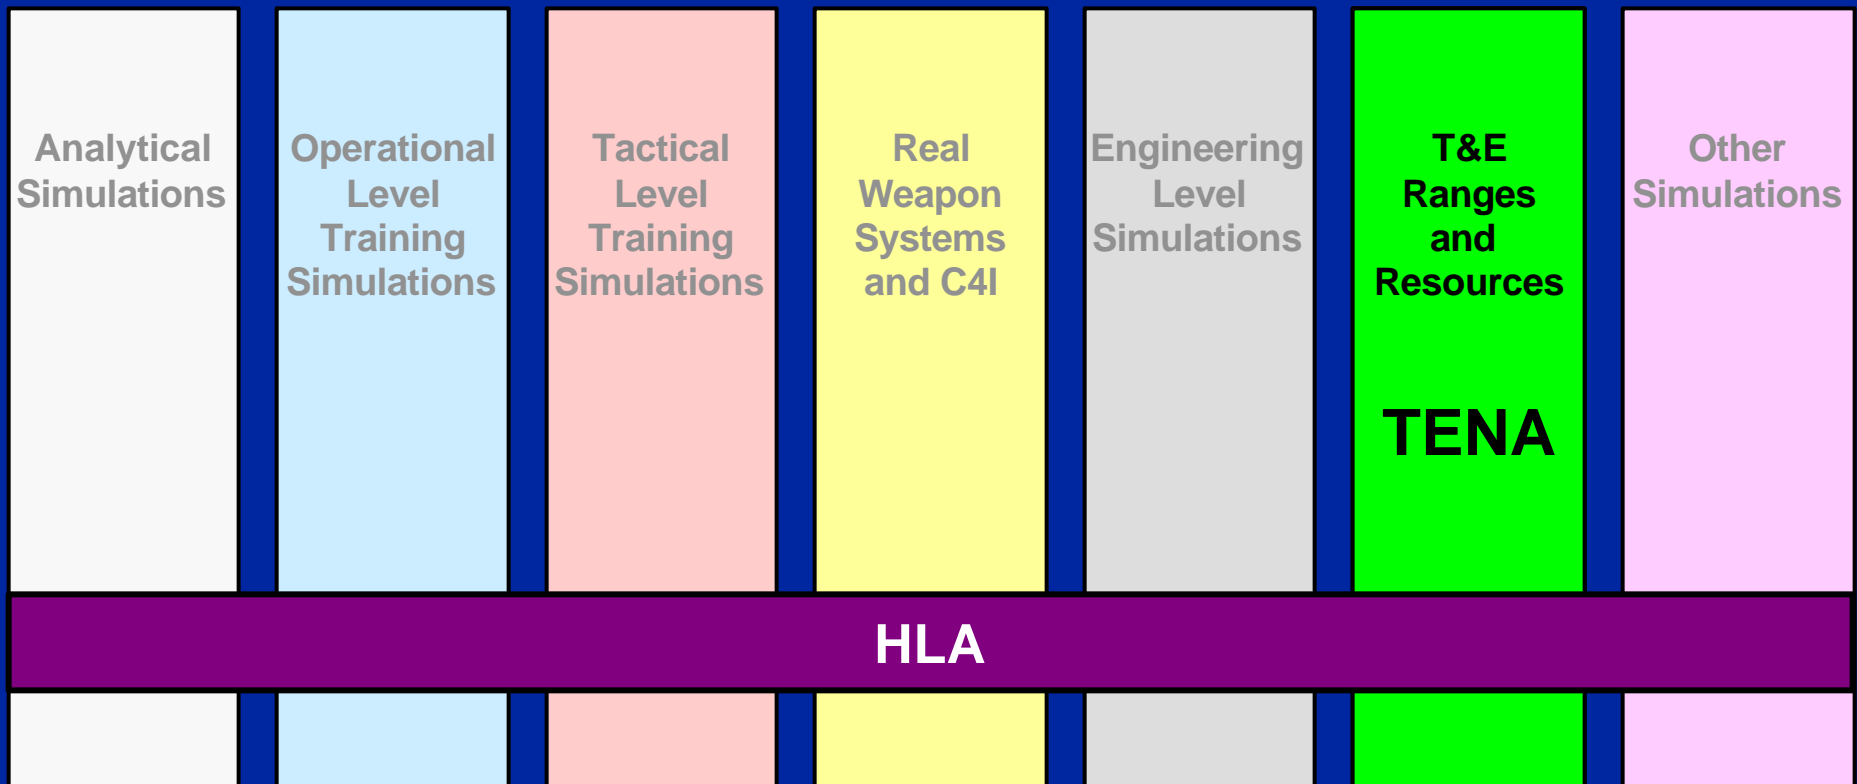 Analytical
Simulations
Operational
Level
Training
Simulations
Tactical
Level
Training
Simulations
Real
Weapon
Systems
and C4I
Engineering
Level
Simulations
T&E
Ranges
and
Resources
TENA
Other
Simulations
HLA